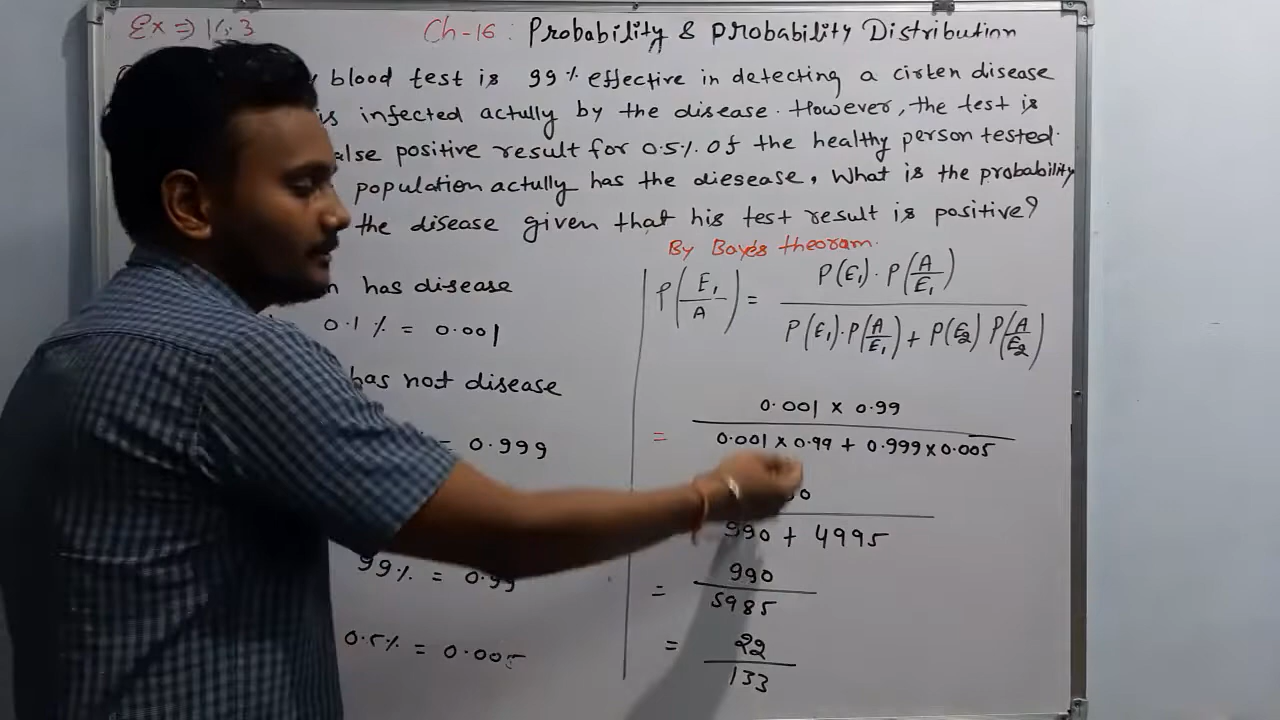 Ex ⇒ 16.3 Ch-16 : Probability & Probability Distribution
blood test is 99% effective in detecting a cirten disease
is infected actully by the disease. However, the test is
alse positive result for 0.5%. of the healthy person tested.
population actully has the diesease, What is the probability
the disease given that his test result is positive?
By Bayes theoram.
has disease
0.1% = 0.001
has not disease
= 0.999
99% = 0.99
0.5% = 0.005
P(E₁/A) = P(E₁)·P(A/E₁) / P(E₁)·P(A/E₁) + P(E₂) P(A/E₂)
= 0.001 x 0.99 / 0.001 x 0.99 + 0.999 x 0.005
990 + 4995
= 990 / 5985
= 22 / 133